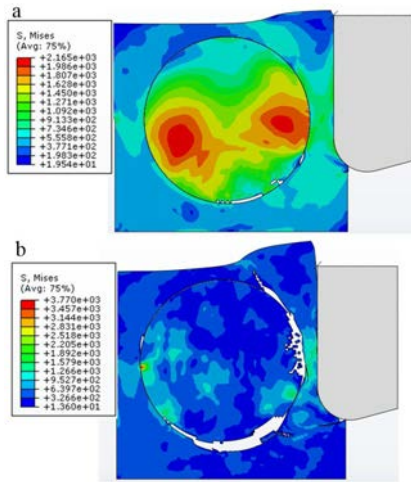 a
S, Mises
(Avg: 75%)
+2.165e+03
+1.986e+03
+1.807e+03
+1.628e+03
+1.450e+03
+1.271e+03
+1.092e+03
+9.133e+02
+7.346e+02
+5.558e+02
+3.771e+02
+1.983e+02
+1.954e+01
b
S, Mises
(Avg: 75%)
+3.770e+03
+3.457e+03
+3.144e+03
+2.831e+03
+2.518e+03
+2.205e+03
+1.892e+03
+1.579e+03
+1.266e+03
+9.527e+02
+6.397e+02
+3.266e+02
+1.360e+01